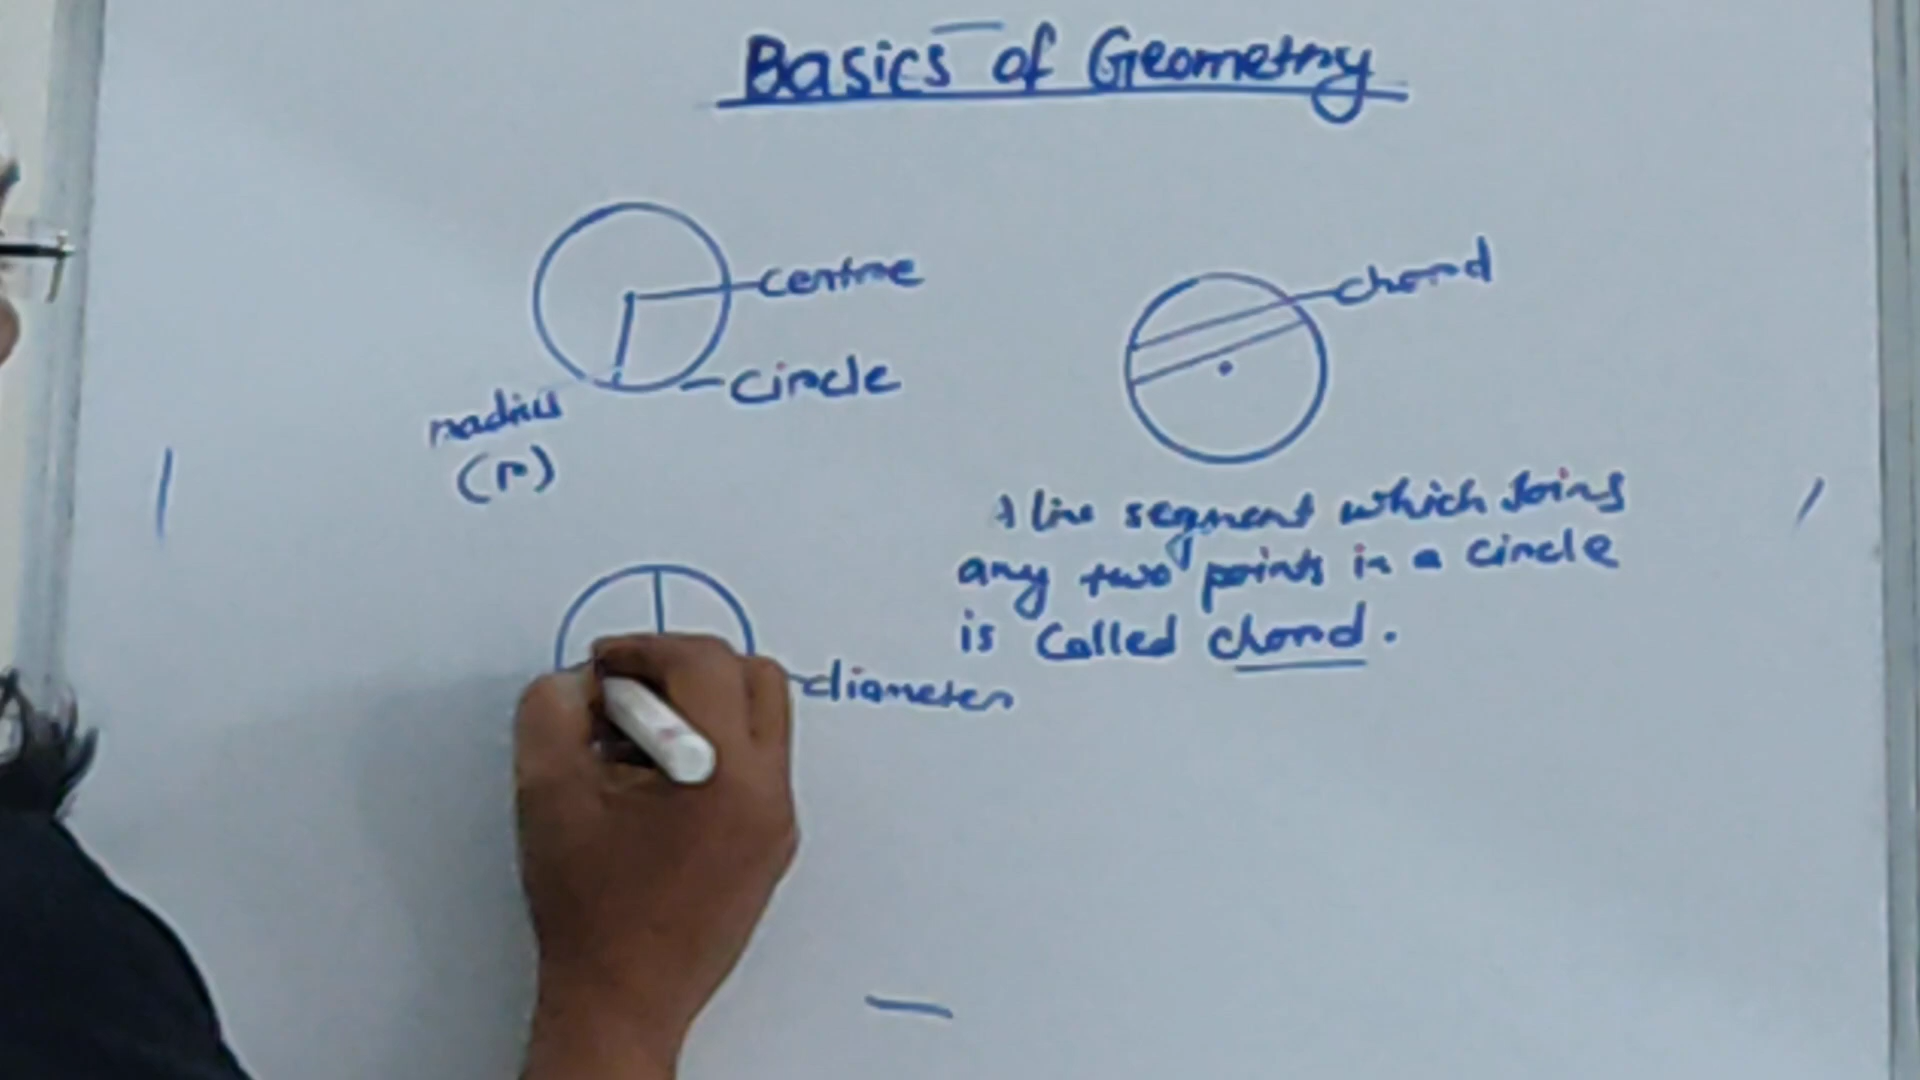 Basics of Geometry
centre
circle
radius
(r)
chord
A line segment which joins
any two points in a circle
is called chord.
diameter